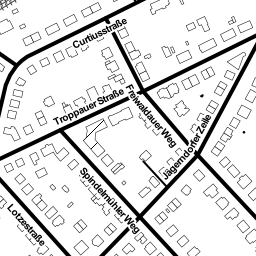 Curtiusstraße
Troppauer Straße
Freiwaldauer Weg
Jägerndorfer Zeile
Spindelmühler Weg
Lotzestraße